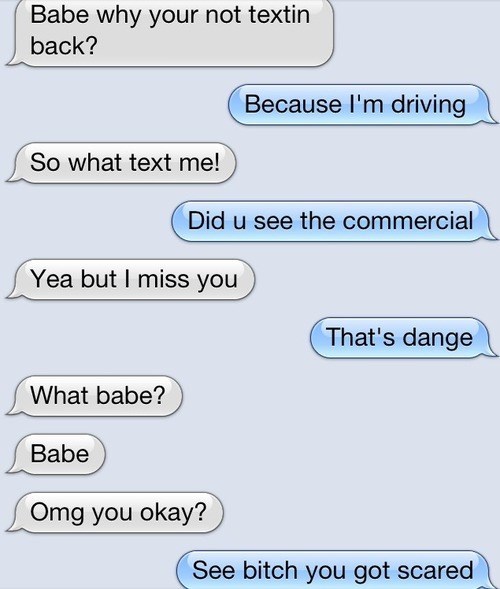 Babe why your not textin
back?
Because I'm driving
So what text me!
Did u see the commercial
Yea but I miss you
That's dange
What babe?
Babe
Omg you okay?
See bitch you got scared